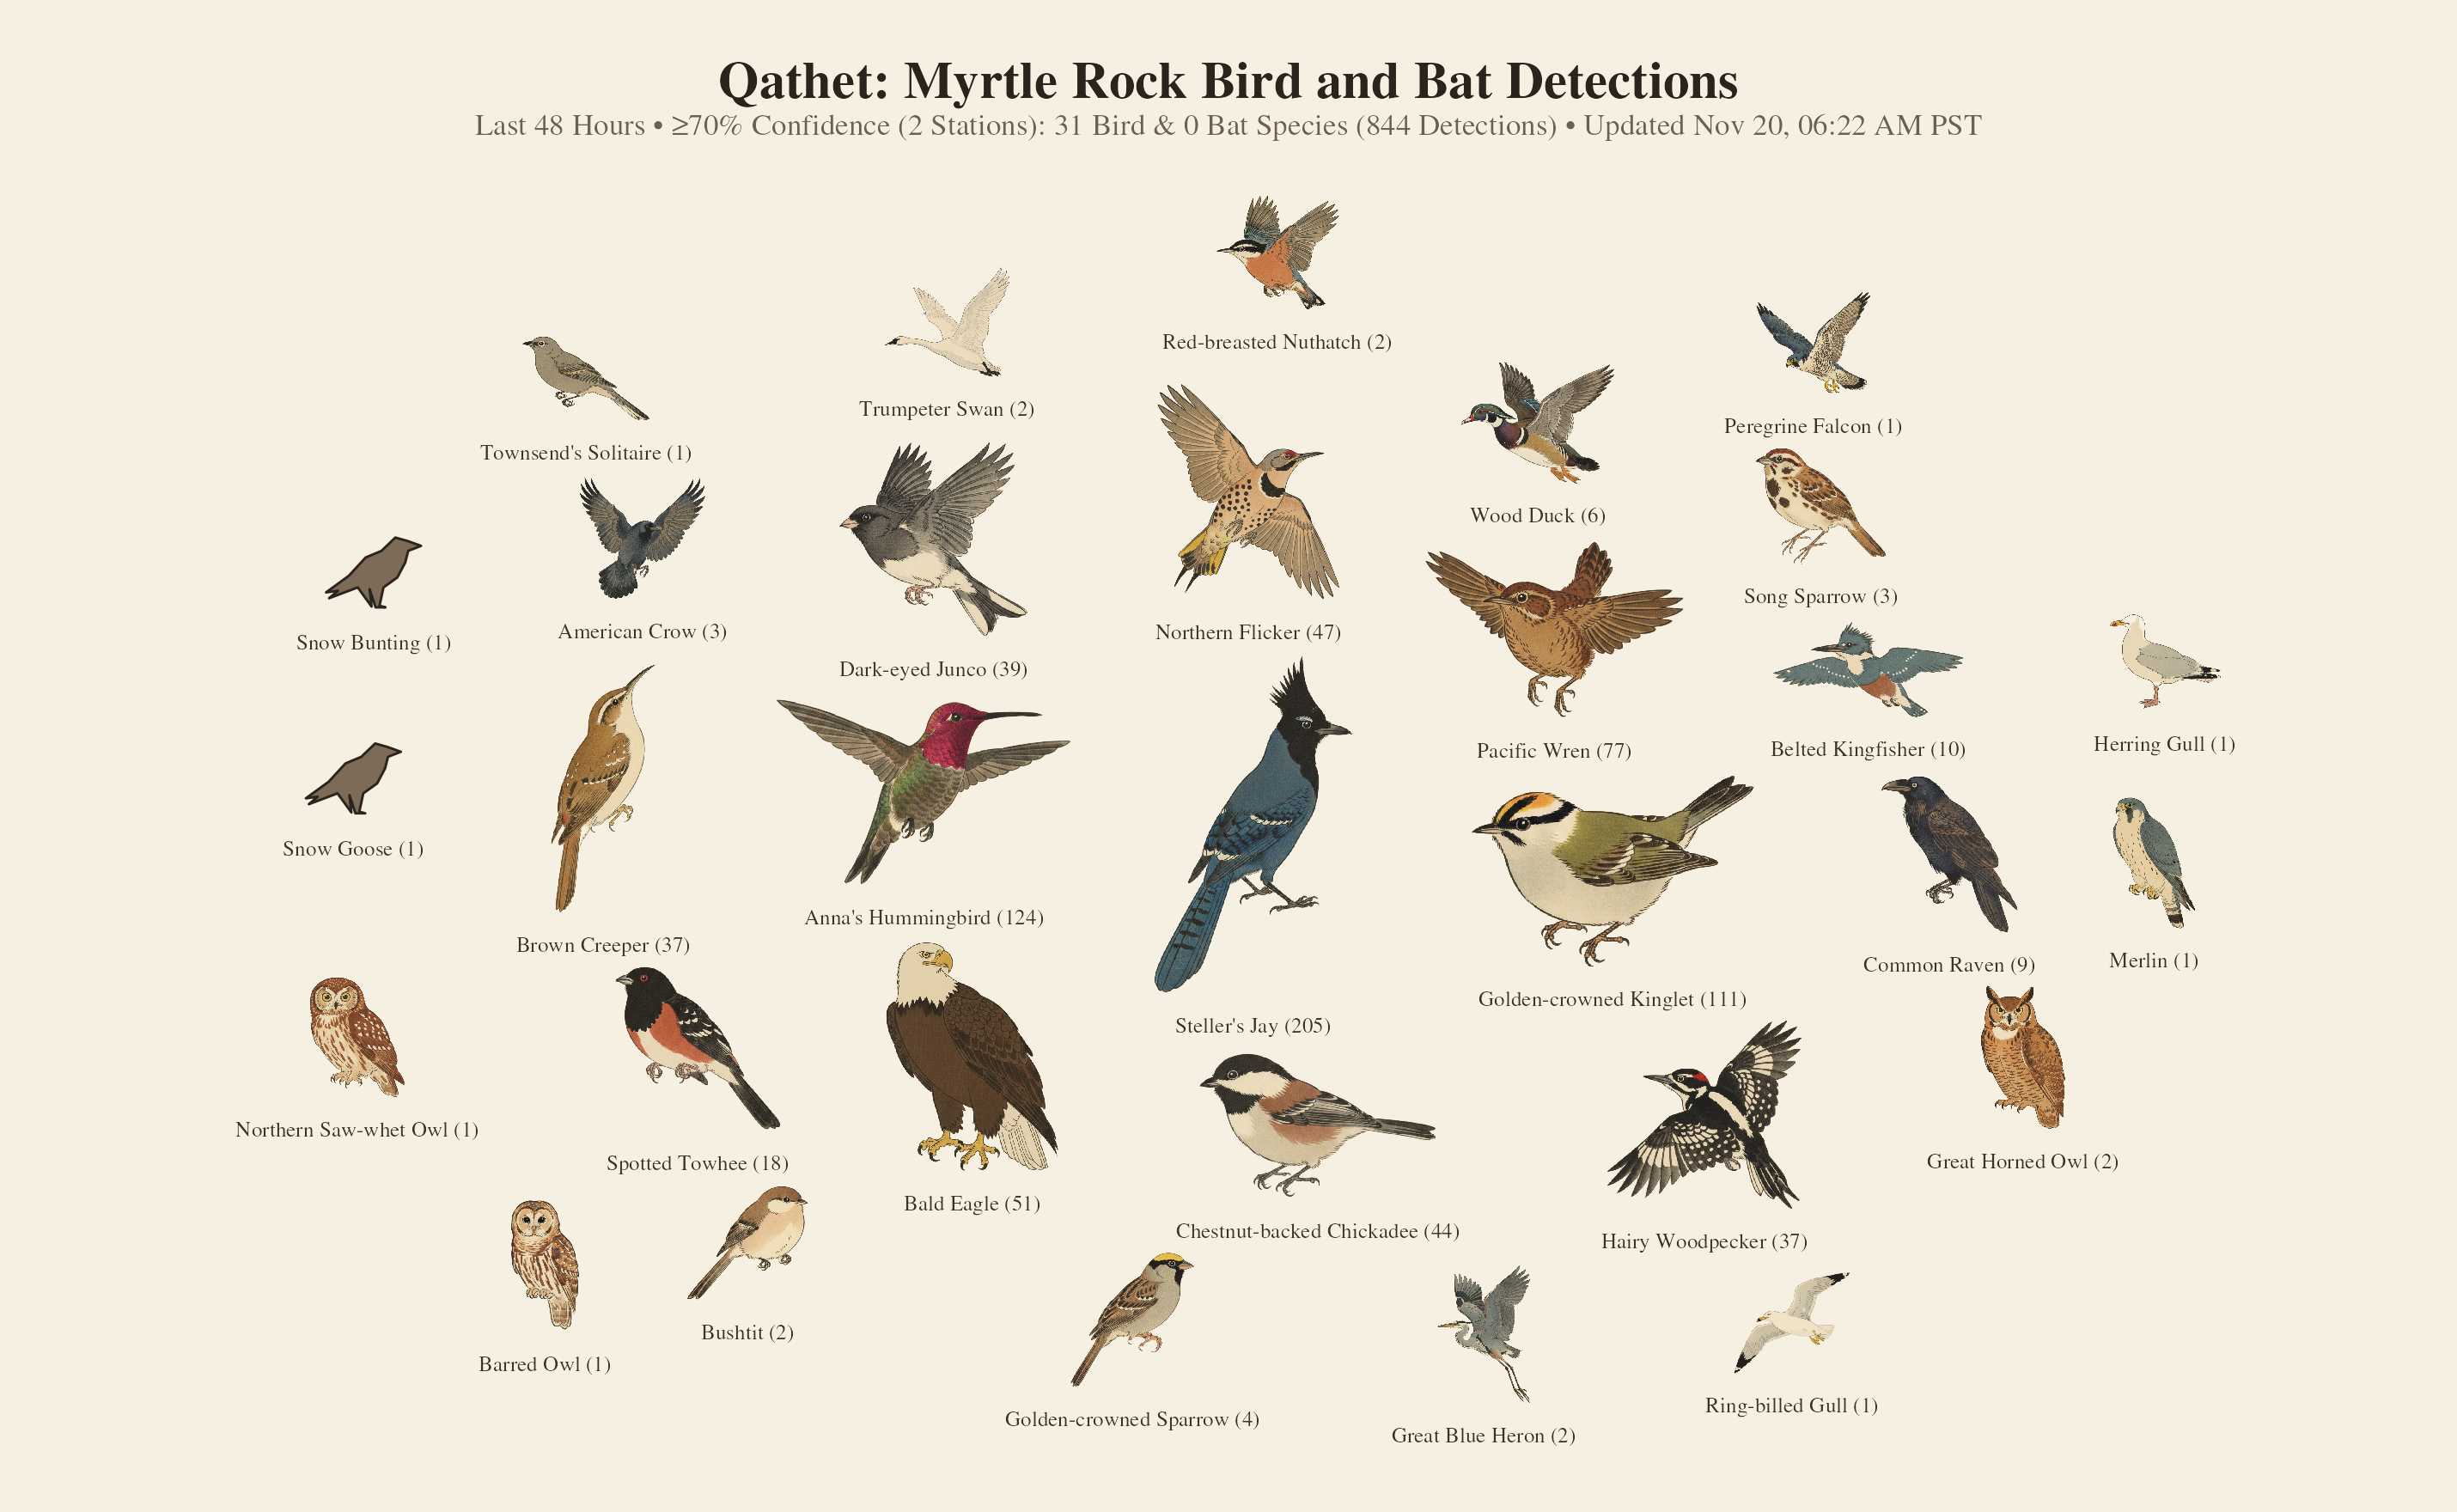 Qathet: Myrtle Rock Bird and Bat Detections
Last 48 Hours • ≥70% Confidence (2 Stations): 31 Bird & 0 Bat Species (844 Detections) • Updated Nov 20, 06:22 AM PST
Red-breasted Nuthatch (2)
Trumpeter Swan (2)
Peregrine Falcon (1)
Townsend's Solitaire (1)
Wood Duck (6)
Song Sparrow (3)
American Crow (3)
Northern Flicker (47)
Snow Bunting (1)
Dark-eyed Junco (39)
Herring Gull (1)
Belted Kingfisher (10)
Pacific Wren (77)
Snow Goose (1)
Anna's Hummingbird (124)
Brown Creeper (37)
Merlin (1)
Common Raven (9)
Golden-crowned Kinglet (111)
Steller's Jay (205)
Northern Saw-whet Owl (1)
Great Horned Owl (2)
Spotted Towhee (18)
Bald Eagle (51)
Chestnut-backed Chickadee (44)
Hairy Woodpecker (37)
Bushtit (2)
Barred Owl (1)
Ring-billed Gull (1)
Golden-crowned Sparrow (4)
Great Blue Heron (2)